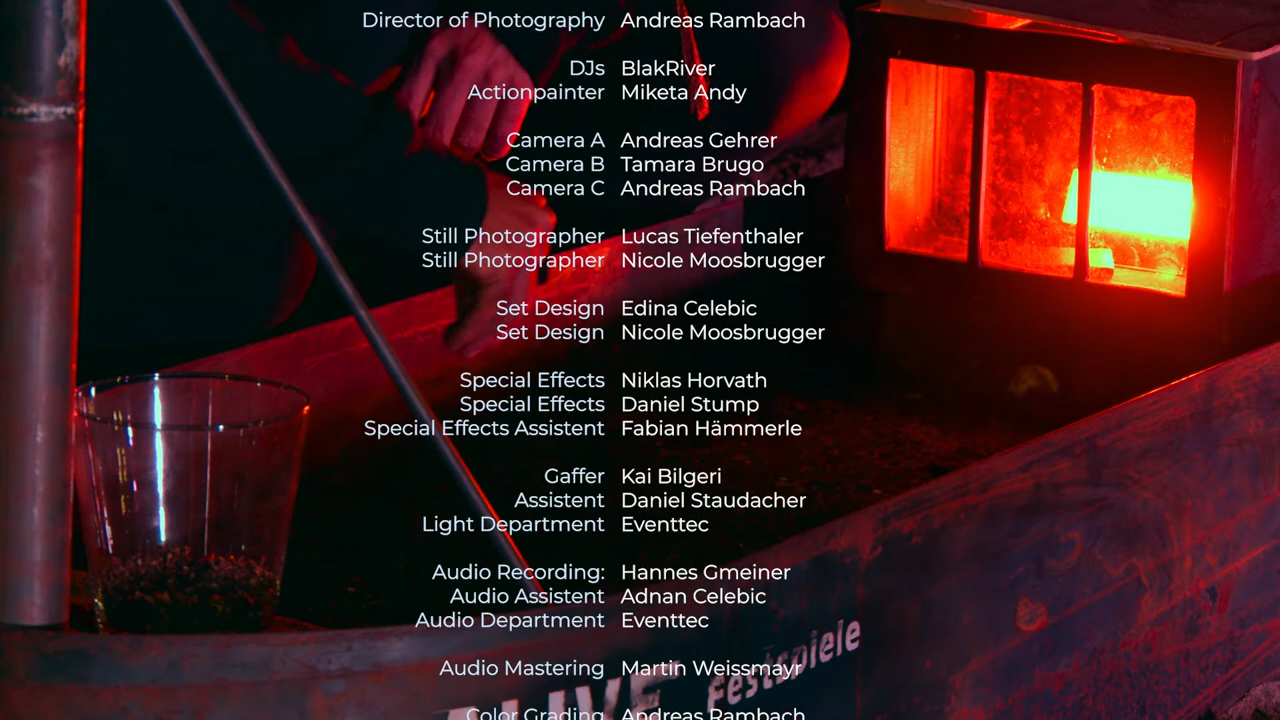 Director of Photography Andreas Rambach
DJs BlakRiver
Actionpainter Miketa Andy
Camera A Andreas Gehrer
Camera B Tamara Brugo
Camera C Andreas Rambach
Still Photographer Lucas Tiefenthaler
Still Photographer Nicole Moosbrugger
Set Design Edina Celebic
Set Design Nicole Moosbrugger
Special Effects Niklas Horvath
Special Effects Daniel Stump
Special Effects Assistent Fabian Hämmerle
Gaffer Kai Bilgeri
Assistent Daniel Staudacher
Light Department Eventtec
Audio Recording: Hannes Gmeiner
Audio Assistent Adnan Celebic
Audio Department Eventtec
Audio Mastering Martin Weissmayr
Festspiele
Color Grading Andreas Rambach